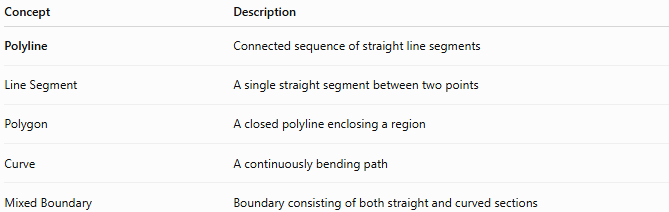 Concept Description
Polyline Connected sequence of straight line segments
Line Segment A single straight segment between two points
Polygon A closed polyline enclosing a region
Curve A continuously bending path
Mixed Boundary Boundary consisting of both straight and curved sections